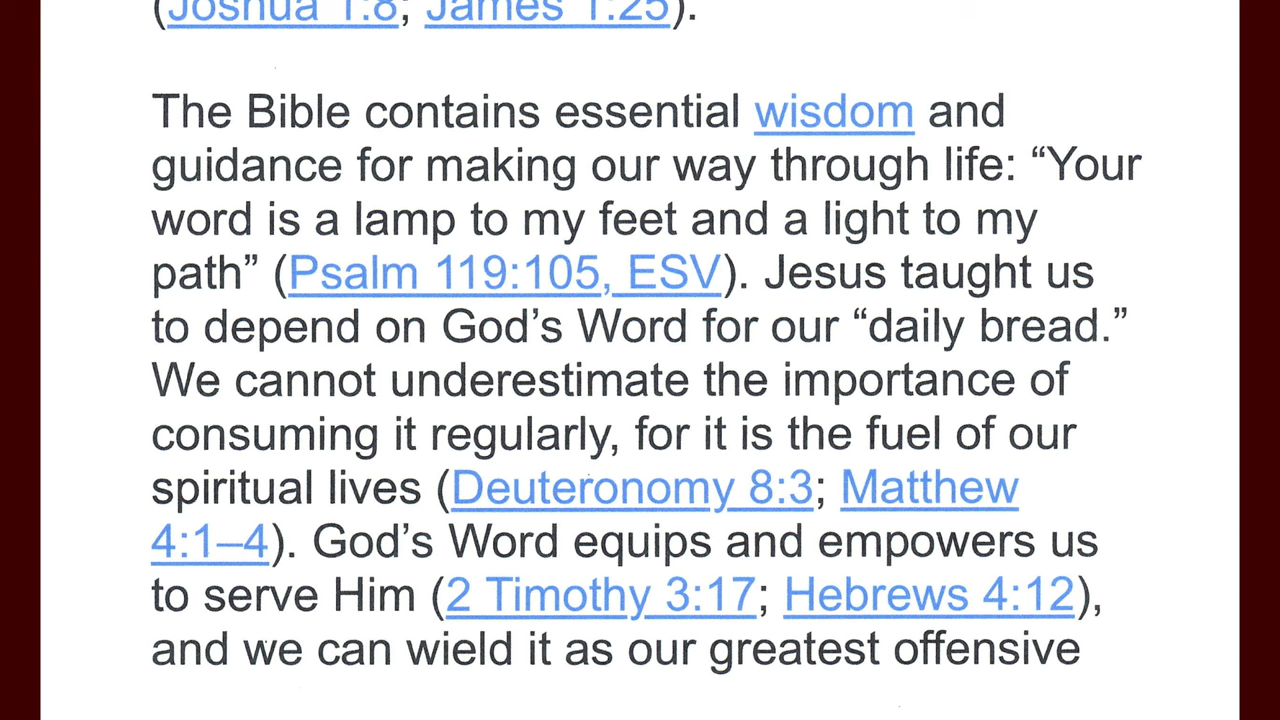 (Joshua 1:8; James 1:25).
The Bible contains essential wisdom and
guidance for making our way through life: “Your
word is a lamp to my feet and a light to my
path” (Psalm 119:105, ESV). Jesus taught us
to depend on God’s Word for our “daily bread.”
We cannot underestimate the importance of
consuming it regularly, for it is the fuel of our
spiritual lives (Deuteronomy 8:3; Matthew
4:1–4). God’s Word equips and empowers us
to serve Him (2 Timothy 3:17; Hebrews 4:12),
and we can wield it as our greatest offensive